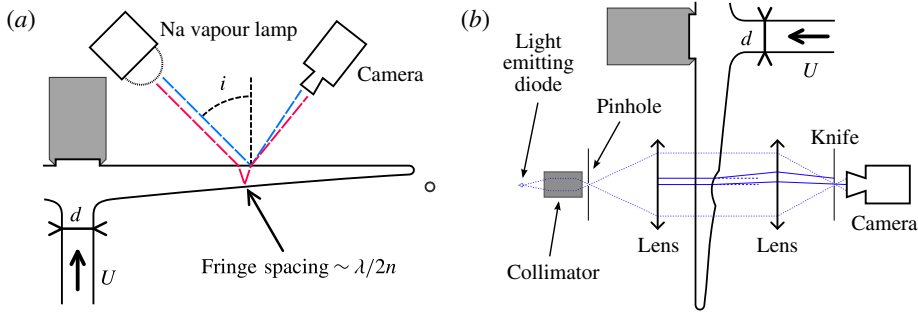 (a)
Na vapour lamp
i
Camera
d
U
Fringe spacing ~ λ/2n
(b)
Light
emitting
diode
Pinhole
d
U
Knife
Lens
Lens
Collimator
Camera